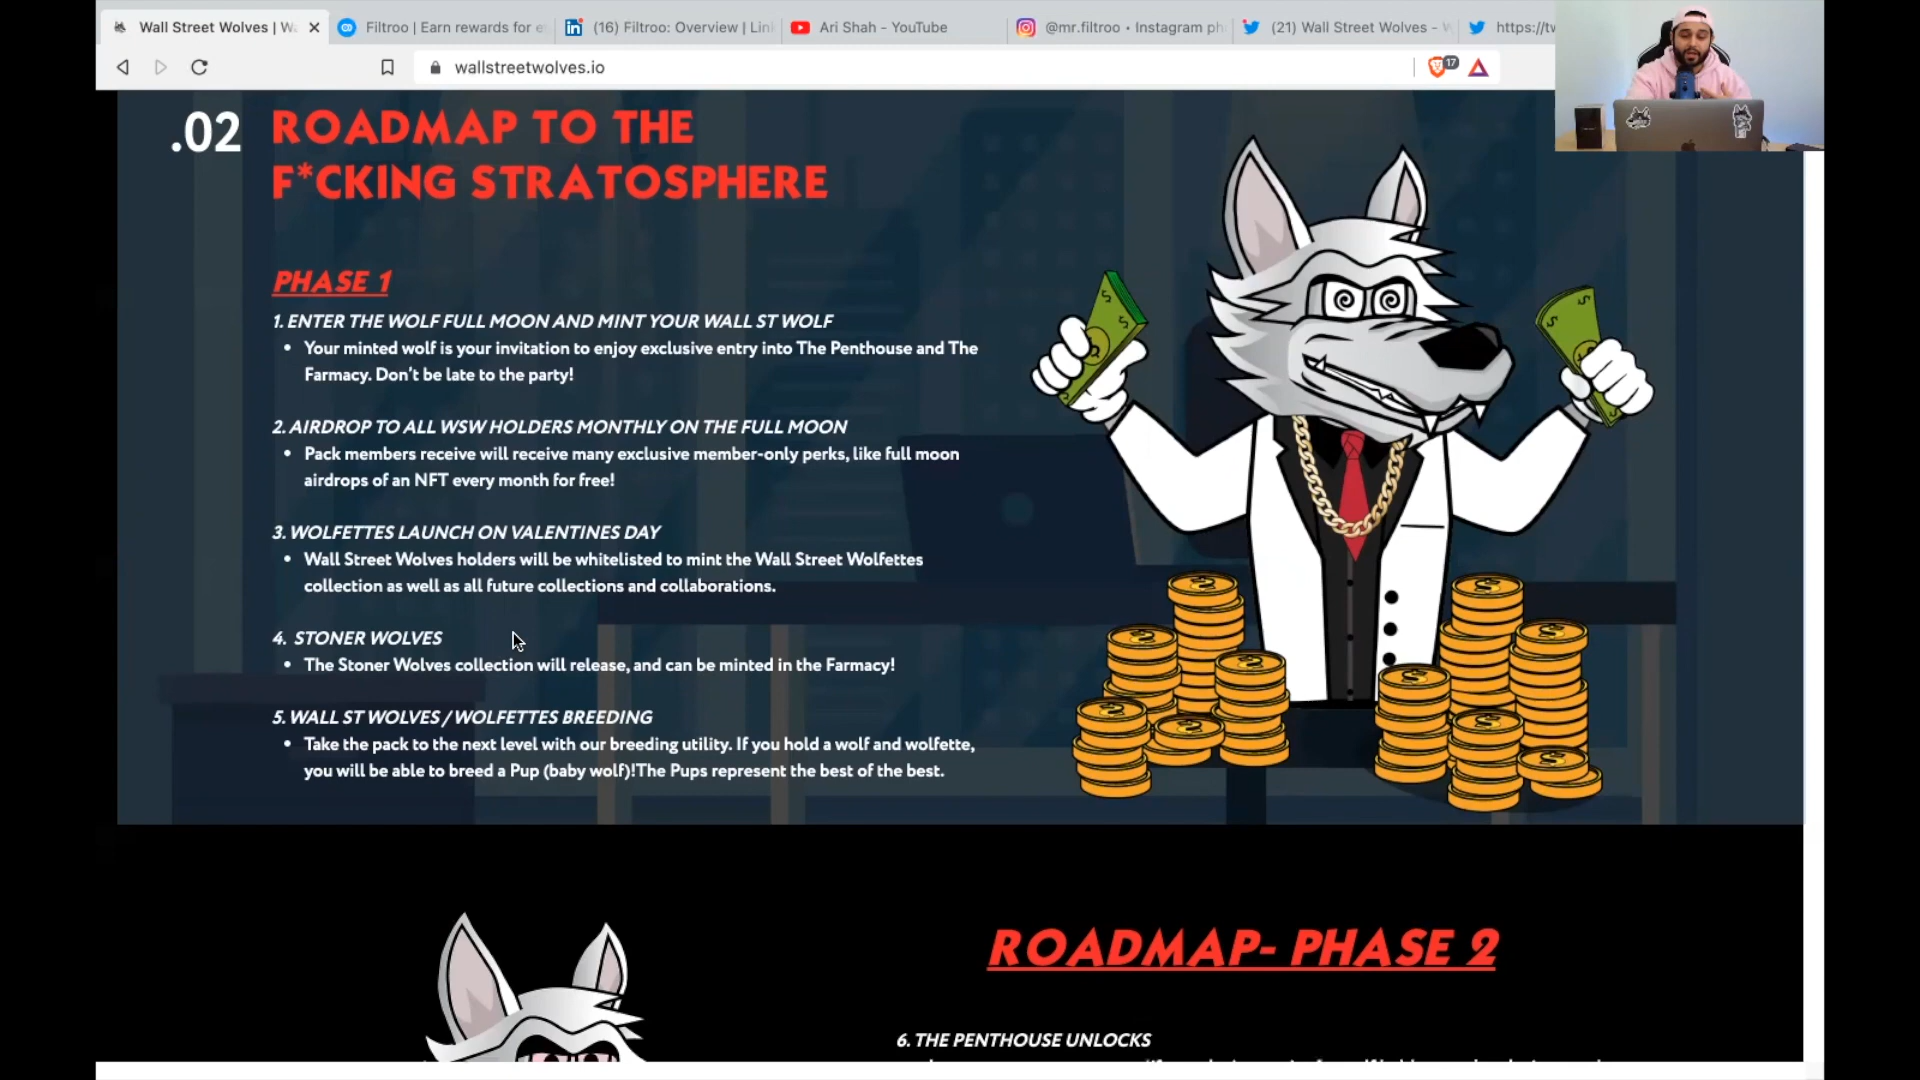 Wall Street Wolves | Wa
Filtroo | Earn rewards for e
(16) Filtroo: Overview | Lin
Ari Shah - YouTube
@mr.filtroo • Instagram ph
(21) Wall Street Wolves -
https://tw
wallstreetwolves.io
17
.02 ROADMAP TO THE
F*CKING STRATOSPHERE
PHASE 1
1. ENTER THE WOLF FULL MOON AND MINT YOUR WALL ST WOLF
• Your minted wolf is your invitation to enjoy exclusive entry into The Penthouse and The
Farmacy. Don't be late to the party!
2. AIRDROP TO ALL WSW HOLDERS MONTHLY ON THE FULL MOON
• Pack members receive will receive many exclusive member-only perks, like full moon
airdrops of an NFT every month for free!
3. WOLFETTES LAUNCH ON VALENTINES DAY
• Wall Street Wolves holders will be whitelisted to mint the Wall Street Wolfettes
collection as well as all future collections and collaborations.
4. STONER WOLVES
• The Stoner Wolves collection will release, and can be minted in the Farmacy!
5. WALL ST WOLVES / WOLFETTES BREEDING
• Take the pack to the next level with our breeding utility. If you hold a wolf and wolfette,
you will be able to breed a Pup (baby wolf)!The Pups represent the best of the best.
ROADMAP- PHASE 2
6. THE PENTHOUSE UNLOCKS